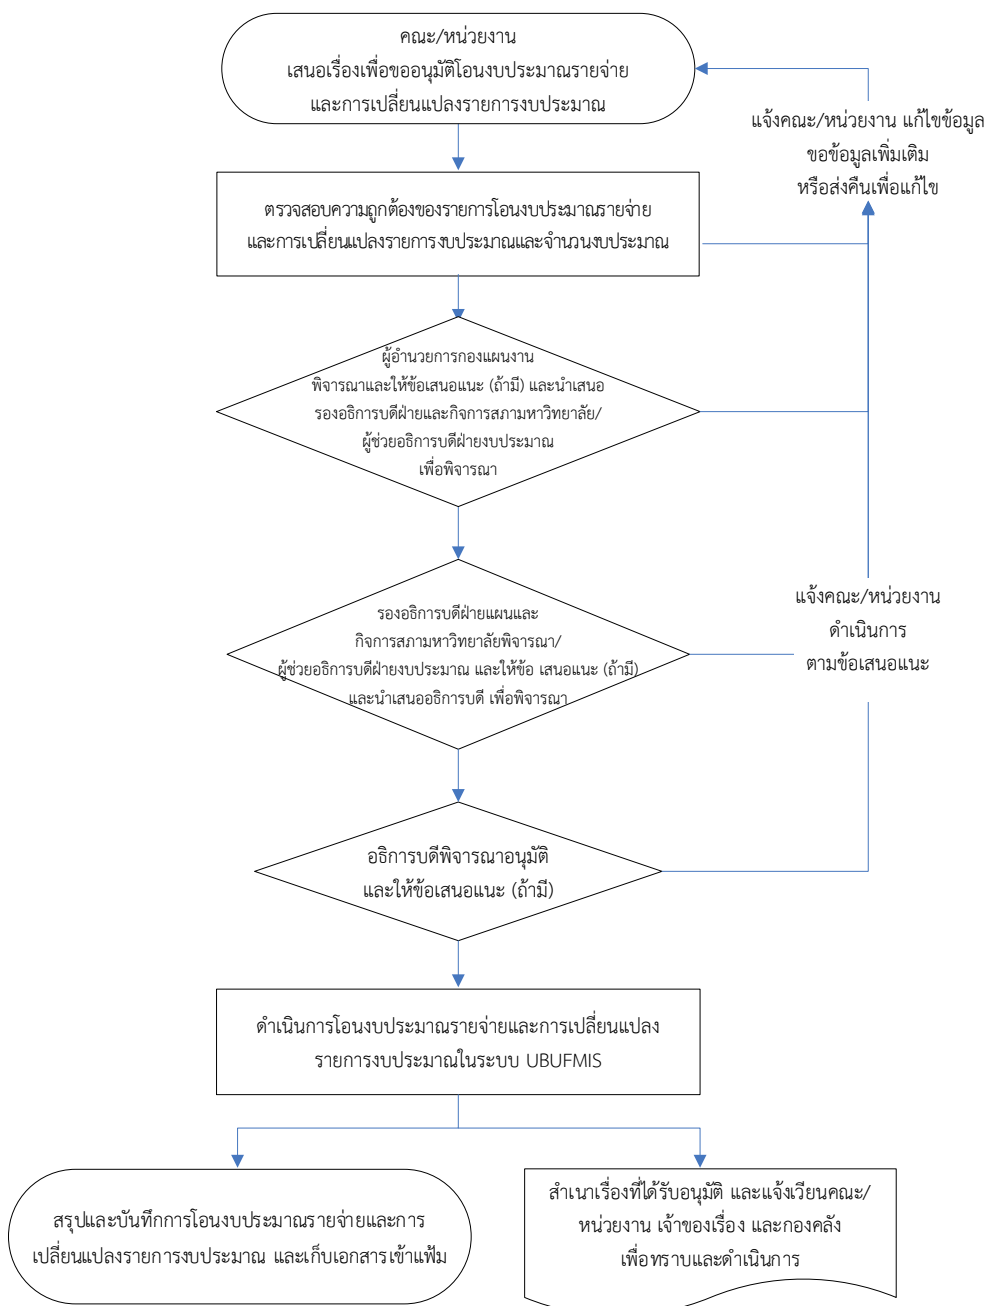 คณะ/หน่วยงาน
เสนอเรื่องเพื่อขออนุมัติโอนงบประมาณรายจ่าย
และการเปลี่ยนแปลงรายการงบประมาณ
แจ้งคณะ/หน่วยงาน แก้ไขข้อมูล
ขอข้อมูลเพิ่มเติม
หรือส่งคืนเพื่อแก้ไข
ตรวจสอบความถูกต้องของรายการโอนงบประมาณรายจ่าย
และการเปลี่ยนแปลงรายการงบประมาณและจำนวนงบประมาณ
ผู้อำนวยการกองแผนงาน
พิจารณาและให้ข้อเสนอแนะ (ถ้ามี) และนำเสนอ
รองอธิการบดีฝ่ายและกิจการสภามหาวิทยาลัย/
ผู้ช่วยอธิการบดีฝ่ายงบประมาณ
เพื่อพิจารณา
รองอธิการบดีฝ่ายแผนและ
กิจการสภามหาวิทยาลัยพิจารณา/
ผู้ช่วยอธิการบดีฝ่ายงบประมาณ และให้ข้อ เสนอแนะ (ถ้ามี)
และนำเสนออธิการบดี เพื่อพิจารณา
แจ้งคณะ/หน่วยงาน
ดำเนินการ
ตามข้อเสนอแนะ
อธิการบดีพิจารณาอนุมัติ
และให้ข้อเสนอแนะ (ถ้ามี)
ดำเนินการโอนงบประมาณรายจ่ายและการเปลี่ยนแปลง
รายการงบประมาณในระบบ UBUFMIS
สรุปและบันทึกการโอนงบประมาณรายจ่ายและการ
เปลี่ยนแปลงรายการงบประมาณ และเก็บเอกสารเข้าแฟ้ม
สำเนาเรื่องที่ได้รับอนุมัติ และแจ้งเวียนคณะ/
หน่วยงาน เจ้าของเรื่อง และกองคลัง
เพื่อทราบและดำเนินการ